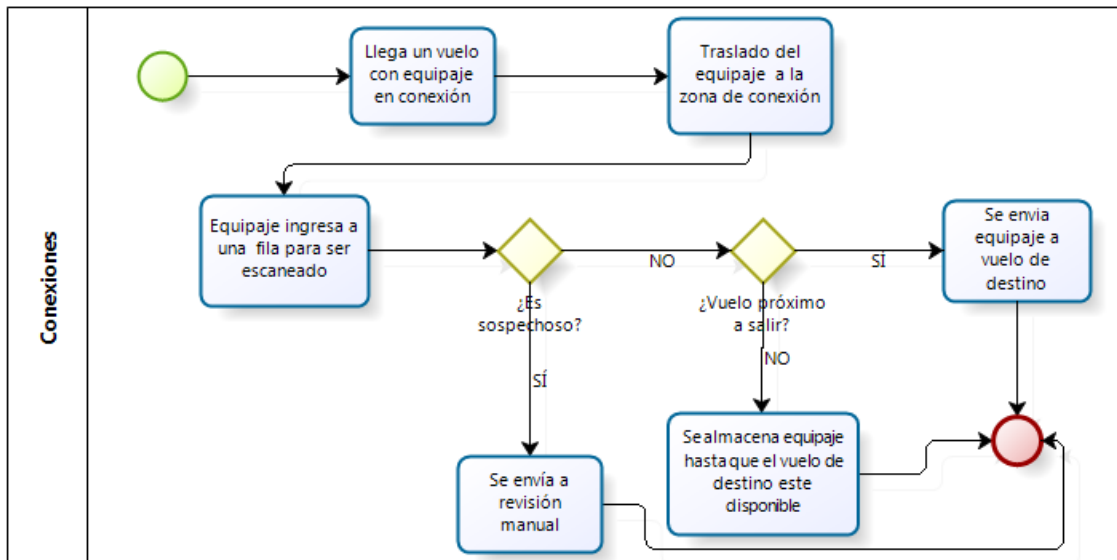 Conexiones
Llega un vuelo
con equipaje
en conexión
Traslado del
equipaje a la
zona de conexión
Equipaje ingresa a
una fila para ser
escaneado
¿Es
sospechoso?
NO
SÍ
¿Vuelo próximo
a salir?
SÍ
NO
Se envia
equipaje a
vuelo de
destino
Se envía a
revisión
manual
Se almacena equipaje
hasta que el vuelo de
destino este
disponible